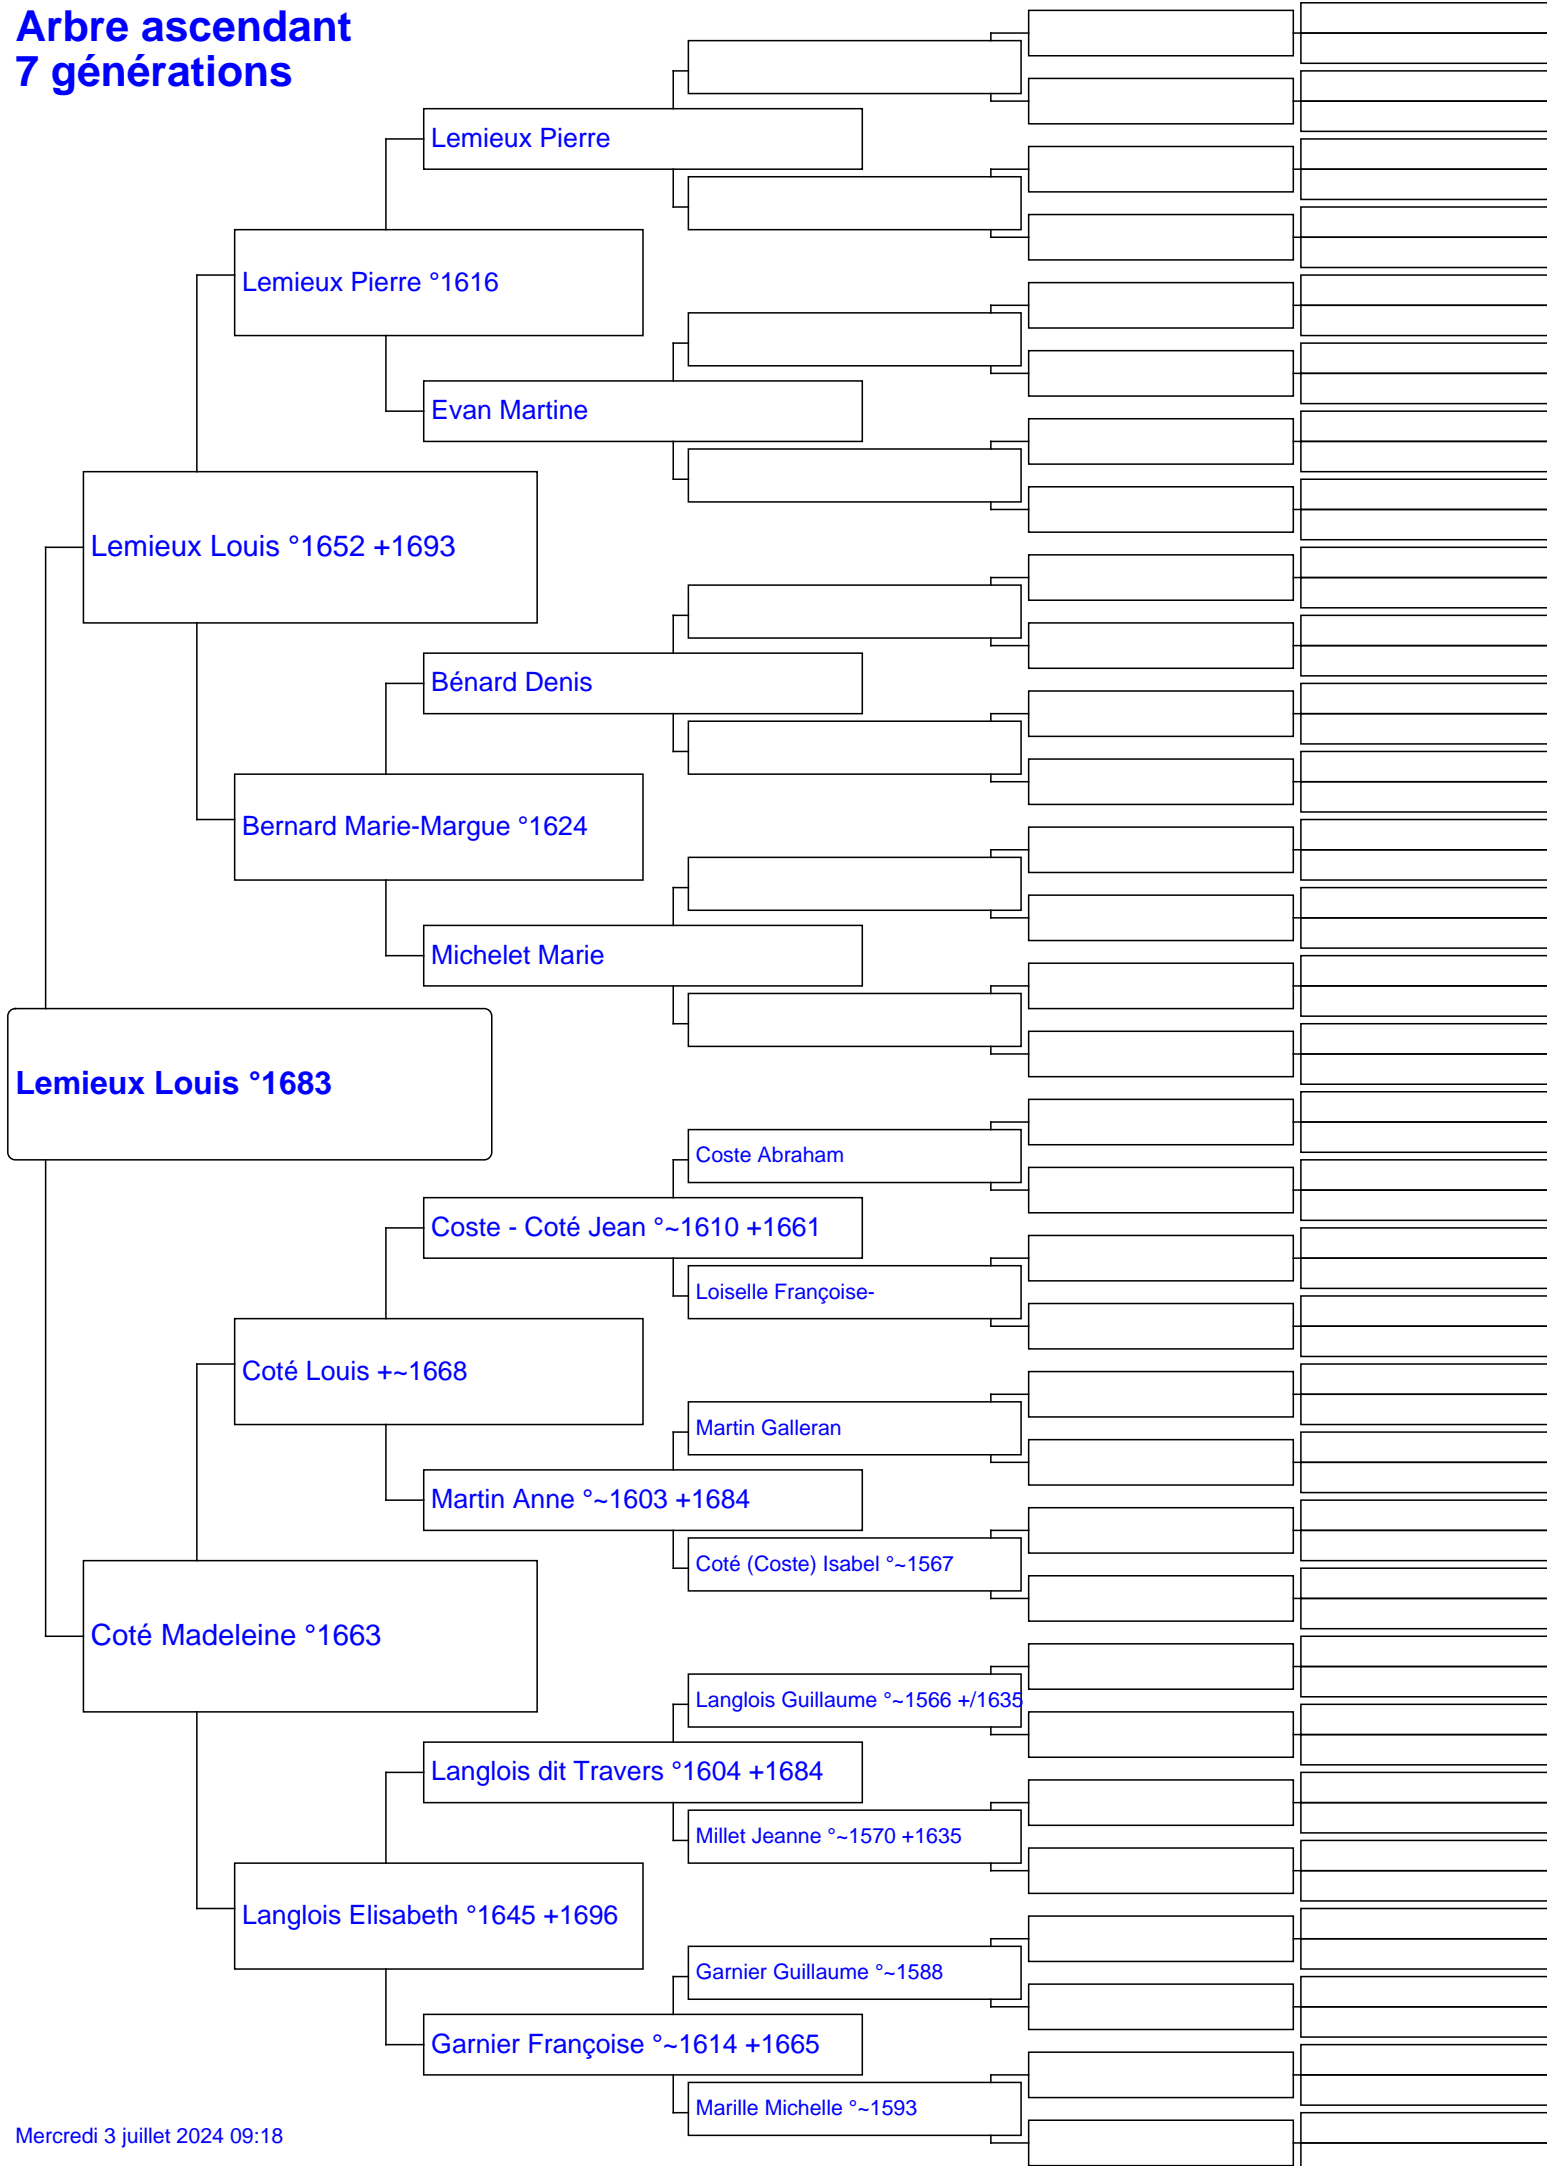 Arbre ascendant
7 générations
Lemieux Pierre
Lemieux Pierre °1616
Evan Martine
Lemieux Louis °1652 +1693
Bénard Denis
Bernard Marie-Margue °1624
Michelet Marie
Lemieux Louis °1683
Coste Abraham
Coste - Coté Jean °~1610 +1661
Loiselle Françoise-
Coté Louis +~1668
Martin Galleran
Martin Anne °~1603 +1684
Coté (Coste) Isabel °~1567
Coté Madeleine °1663
Langlois Guillaume °~1566 +/1635
Langlois dit Travers °1604 +1684
Millet Jeanne °~1570 +1635
Langlois Elisabeth °1645 +1696
Garnier Guillaume °~1588
Garnier Françoise °~1614 +1665
Marille Michelle °~1593
Mercredi 3 juillet 2024 09:18